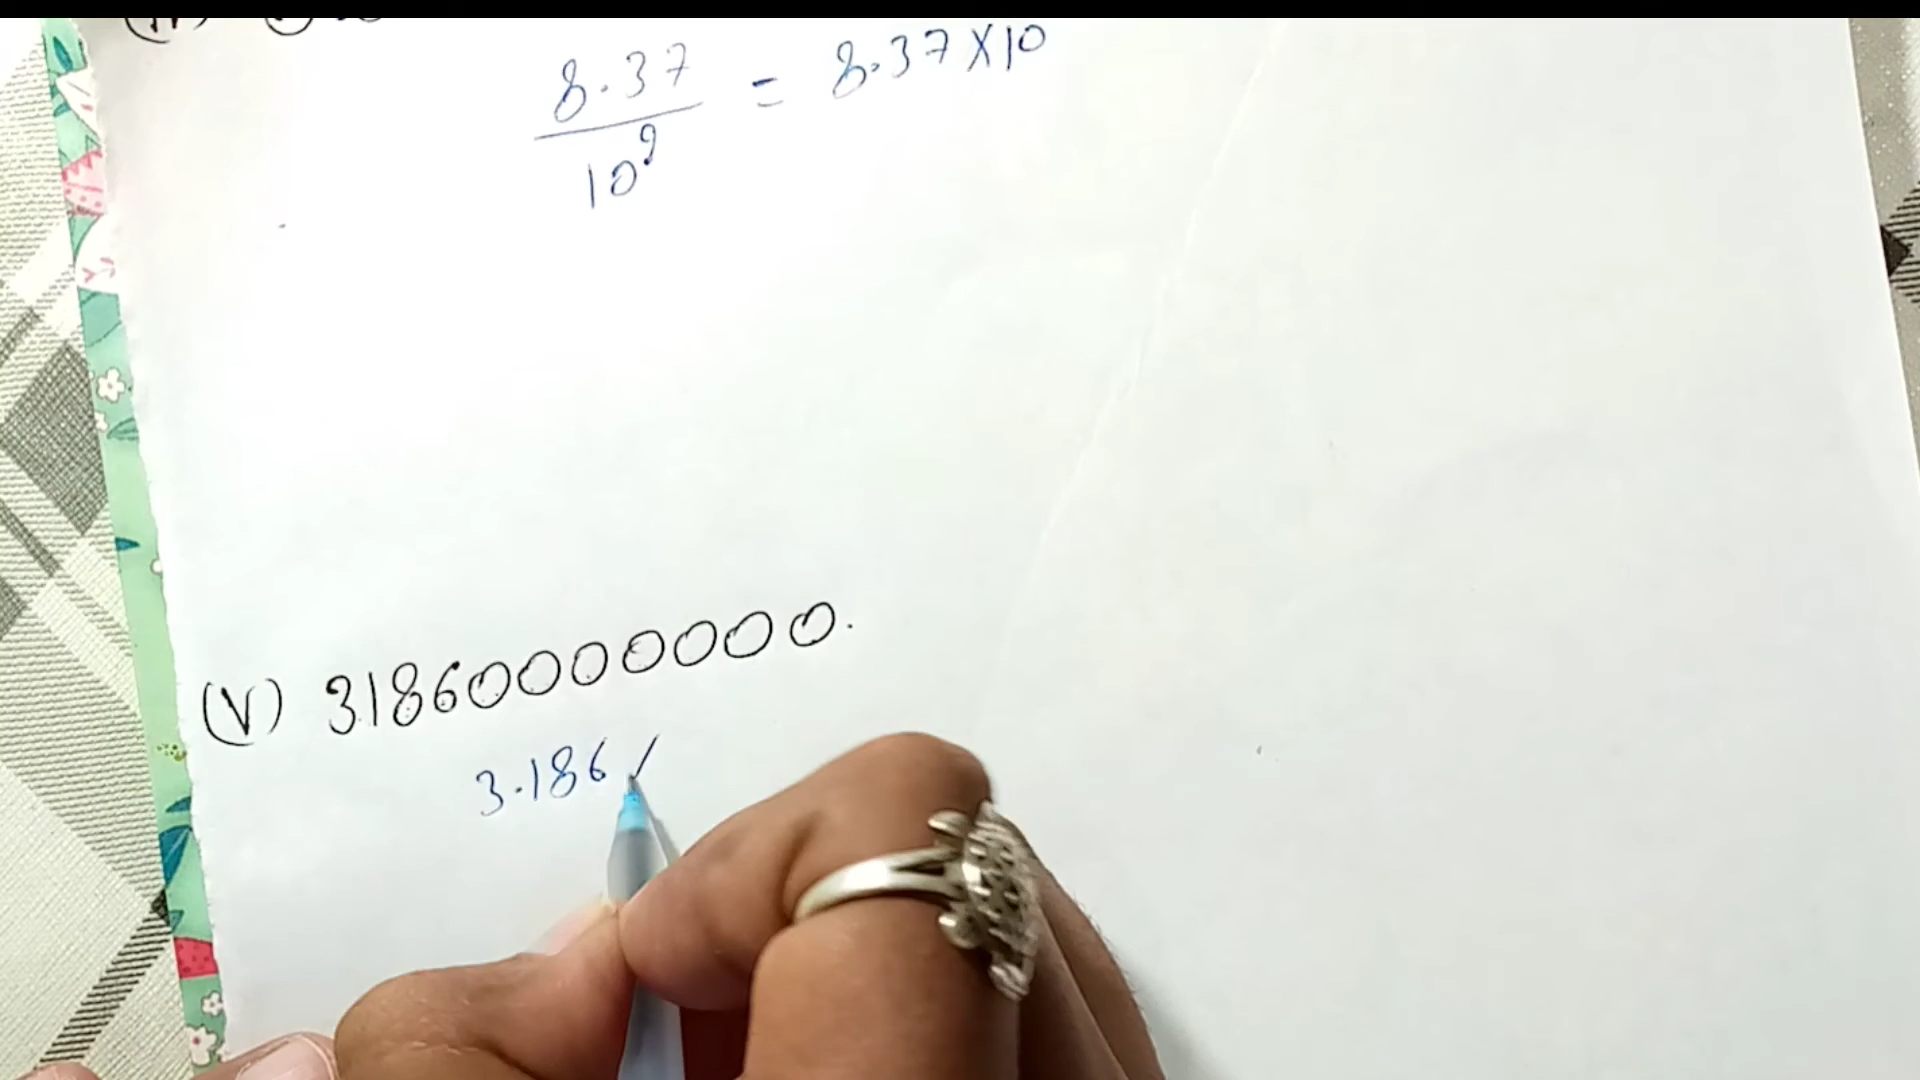 8.37
= 8.37 X 10
10⁹
(V) 31860000000.
3.186